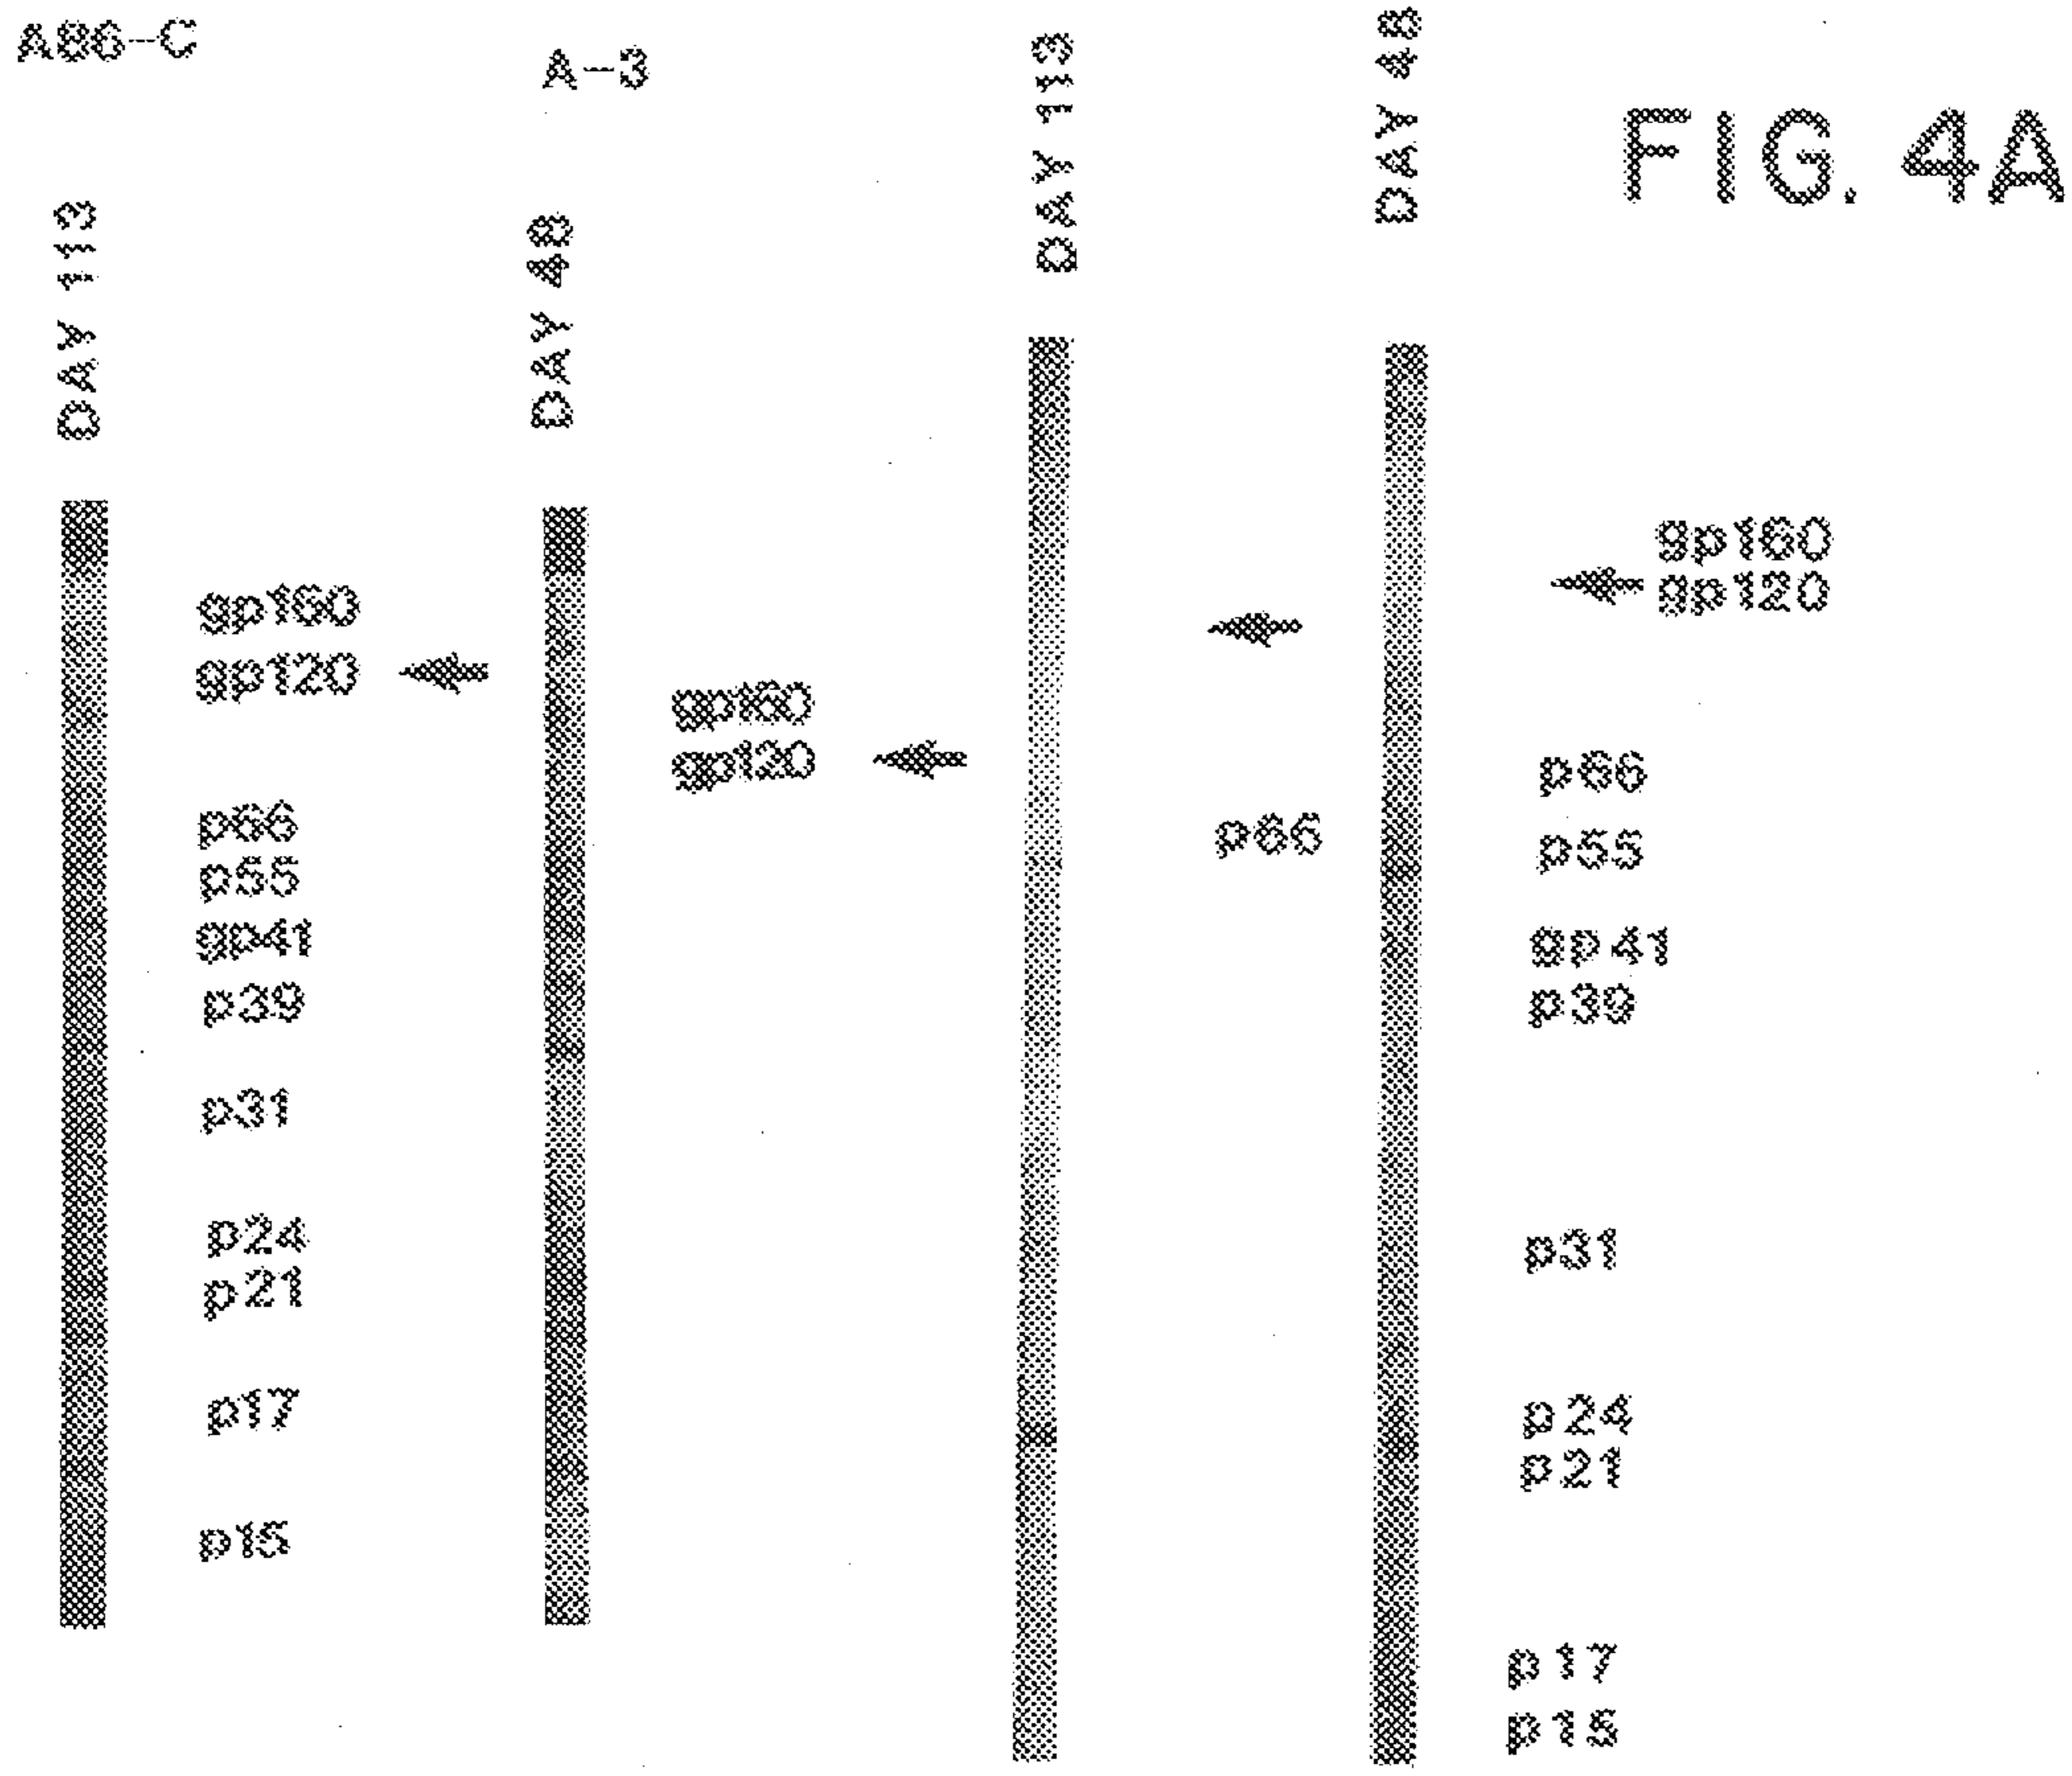 A86-C
A-3
DAY 113
DAY 48
DAY 113
DAY 48
FIG. 4A
gp160
gp120
p66
p55
gp41
p39
p31
p24
p21
p17
p15
gp160
gp120
p66
gp160
gp120
p66
p55
gp41
p39
p31
p24
p21
p17
p15